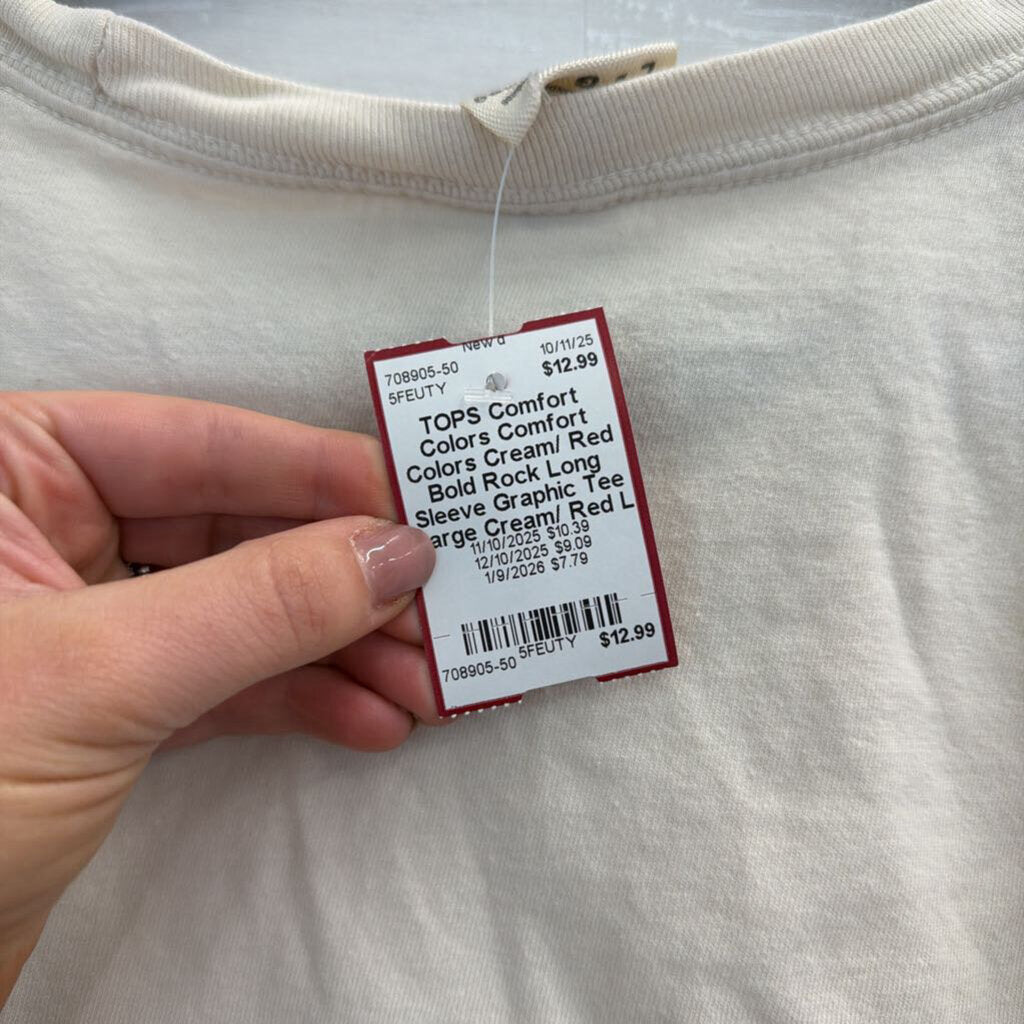 New
10/11/25
708905-50
$12.99
5FEUTY
TOPS Comfort
Colors Comfort
Colors Cream/ Red
Bold Rock Long
Sleeve Graphic Tee
arge Cream/ Red L
11/10/2025 $10.39
12/10/2025 $9.09
1/9/2026 $7.79
708905-50 5FEUTY $12.99